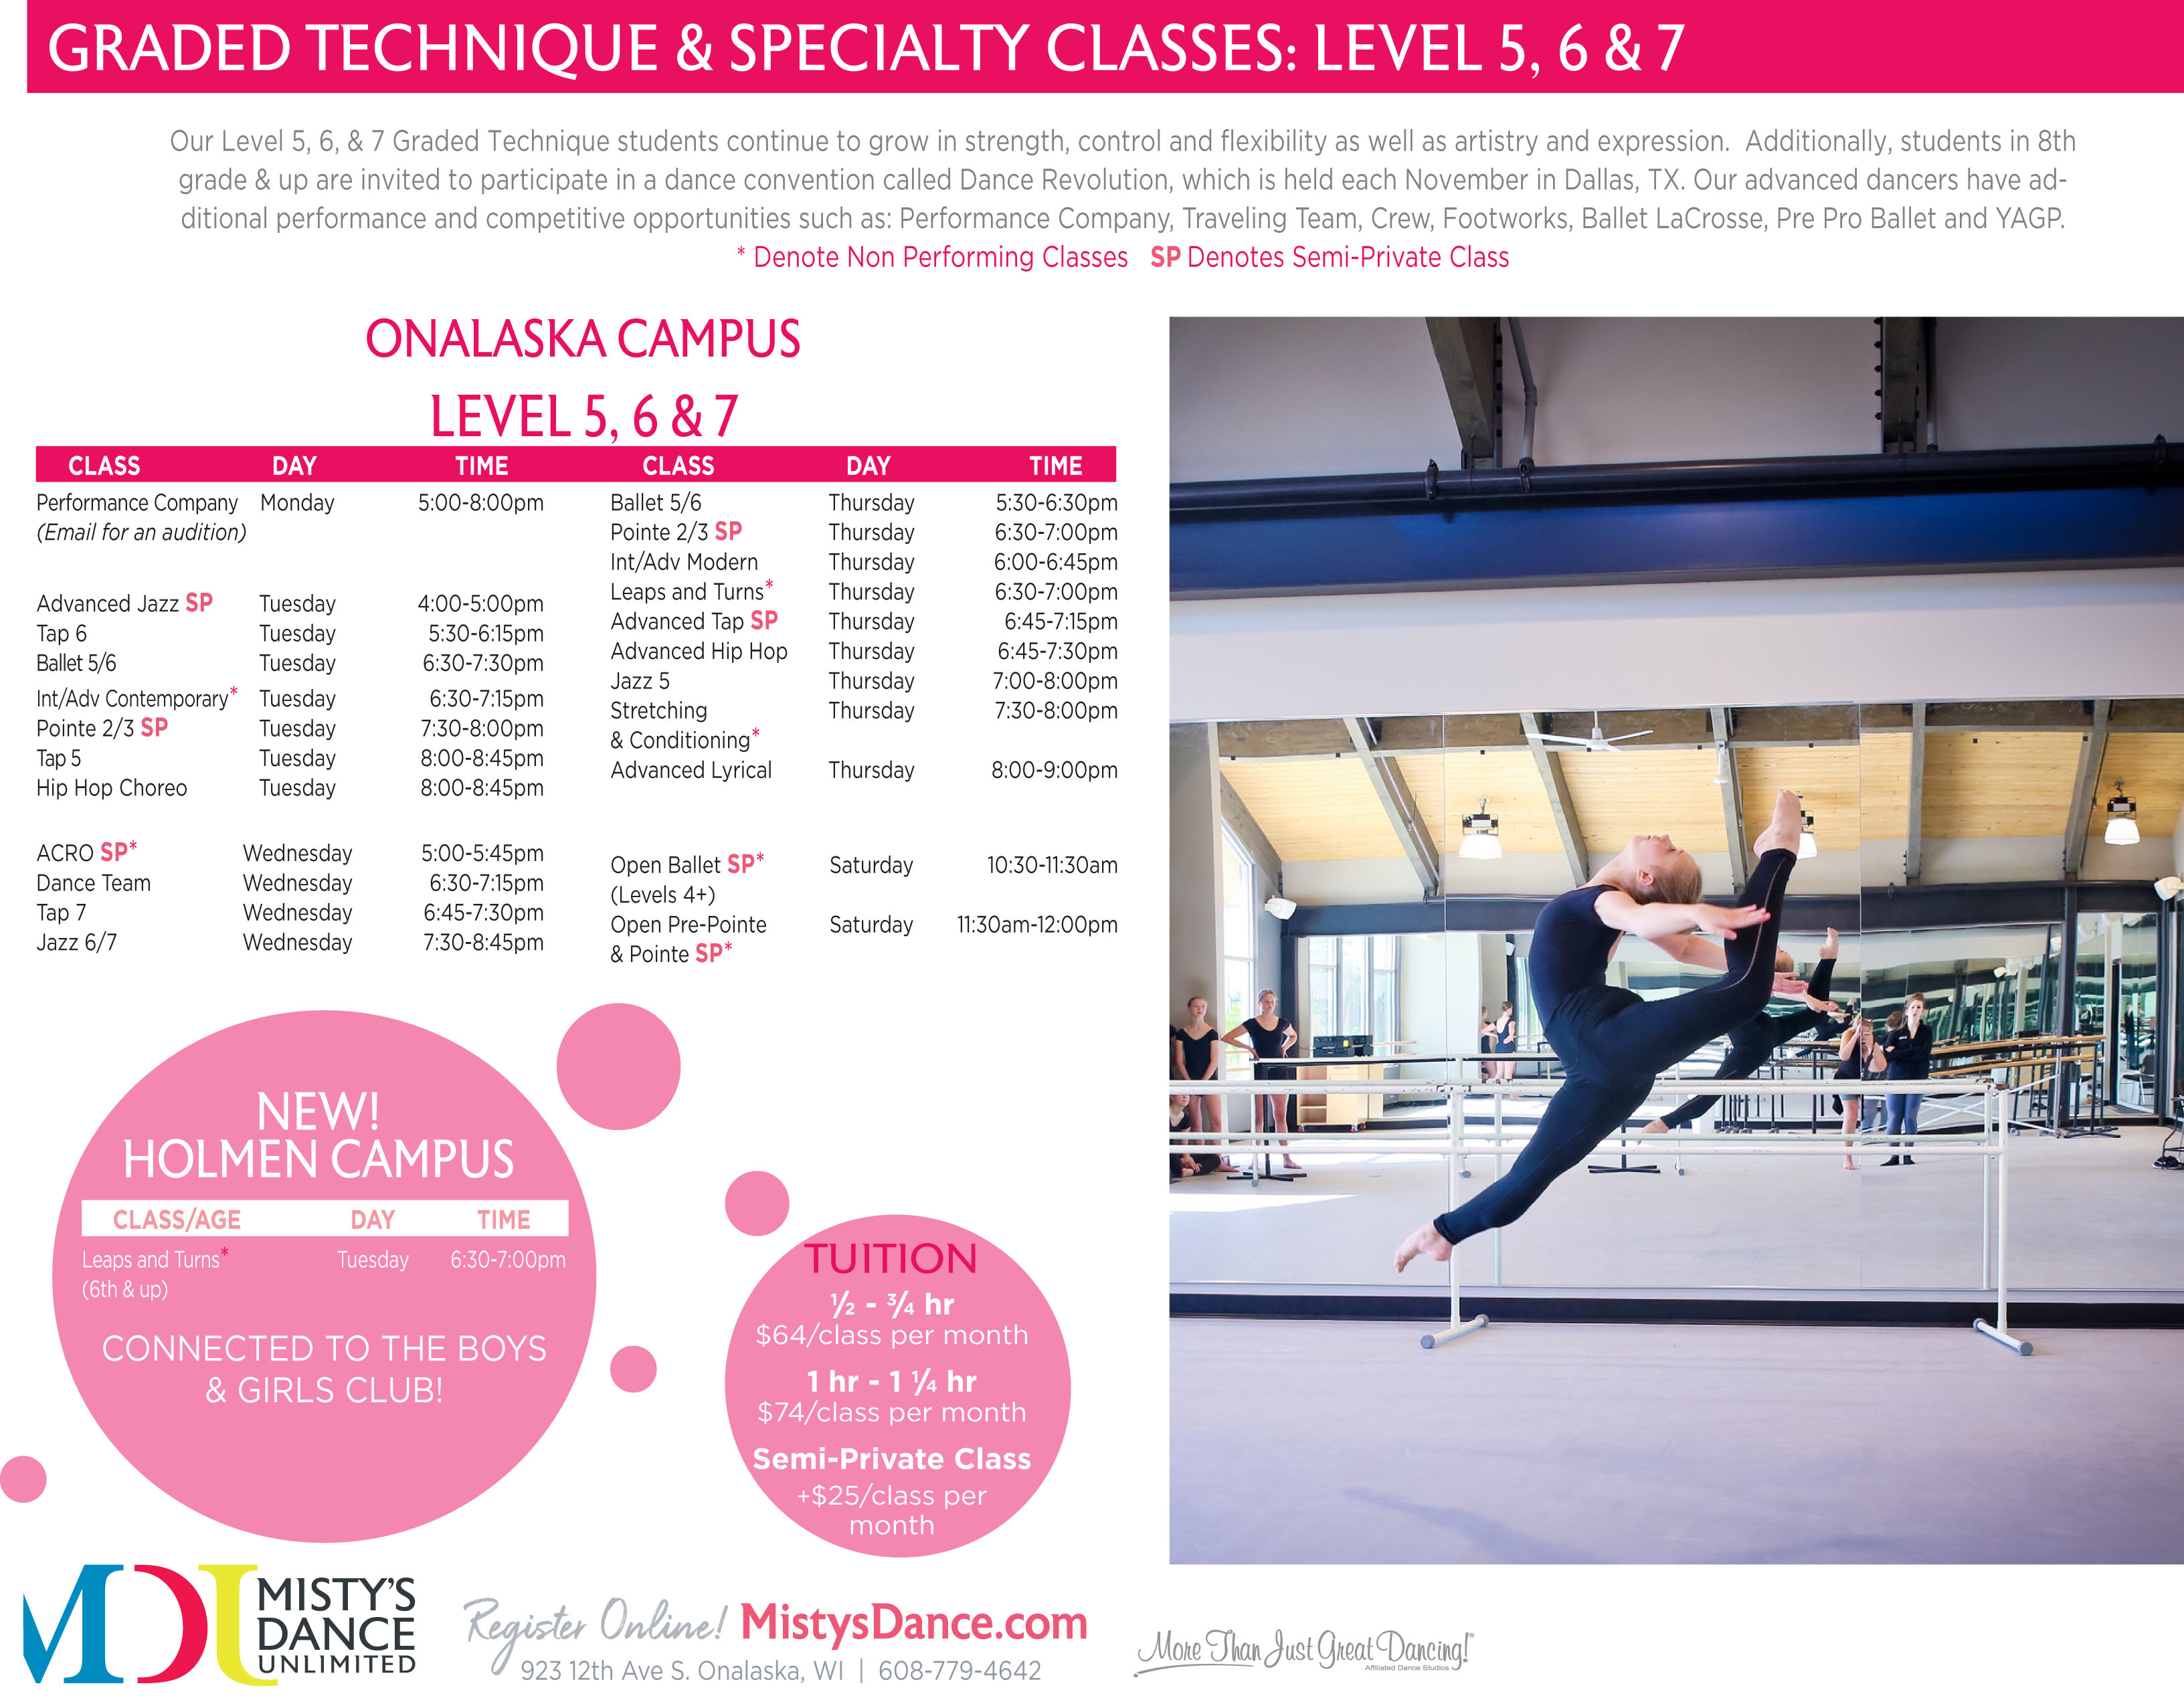 GRADED TECHNIQUE & SPECIALTY CLASSES: LEVEL 5, 6 & 7
Our Level 5, 6, & 7 Graded Technique students continue to grow in strength, control and flexibility as well as artistry and expression.  Additionally, students in 8th
grade & up are invited to participate in a dance convention called Dance Revolution, which is held each November in Dallas, TX. Our advanced dancers have ad-
ditional performance and competitive opportunities such as: Performance Company, Traveling Team, Crew, Footworks, Ballet LaCrosse, Pre Pro Ballet and YAGP.
* Denote Non Performing Classes   SP Denotes Semi-Private Class
ONALASKA CAMPUS
LEVEL 5, 6 & 7
CLASS DAY TIME
Performance Company Monday 5:00-8:00pm
(Email for an audition)
Advanced Jazz SP Tuesday 4:00-5:00pm
Tap 6 Tuesday 5:30-6:15pm
Ballet 5/6 Tuesday 6:30-7:30pm
Int/Adv Contemporary* Tuesday 6:30-7:15pm
Pointe 2/3 SP Tuesday 7:30-8:00pm
Tap 5 Tuesday 8:00-8:45pm
Hip Hop Choreo Tuesday 8:00-8:45pm
ACRO SP* Wednesday 5:00-5:45pm
Dance Team Wednesday 6:30-7:15pm
Tap 7 Wednesday 6:45-7:30pm
Jazz 6/7 Wednesday 7:30-8:45pm
CLASS DAY TIME
Ballet 5/6 Thursday 5:30-6:30pm
Pointe 2/3 SP Thursday 6:30-7:00pm
Int/Adv Modern Thursday 6:00-6:45pm
Leaps and Turns* Thursday 6:30-7:00pm
Advanced Tap SP Thursday 6:45-7:15pm
Advanced Hip Hop Thursday 6:45-7:30pm
Jazz 5 Thursday 7:00-8:00pm
Stretching Thursday 7:30-8:00pm
& Conditioning*
Advanced Lyrical Thursday 8:00-9:00pm
Open Ballet SP* Saturday 10:30-11:30am
(Levels 4+)
Open Pre-Pointe Saturday 11:30am-12:00pm
& Pointe SP*
NEW!
HOLMEN CAMPUS
CLASS/AGE DAY TIME
Leaps and Turns* Tuesday 6:30-7:00pm
(6th & up)
CONNECTED TO THE BOYS
& GIRLS CLUB!
TUITION
½ - ¾ hr
$64/class per month
1 hr - 1 ¼ hr
$74/class per month
Semi-Private Class
+$25/class per
month
MDU
MISTY'S
DANCE
UNLIMITED
Register Online! MistysDance.com
923 12th Ave S. Onalaska, WI | 608-779-4642
More Than Just Great Dancing!®
Affiliated Dance Studios